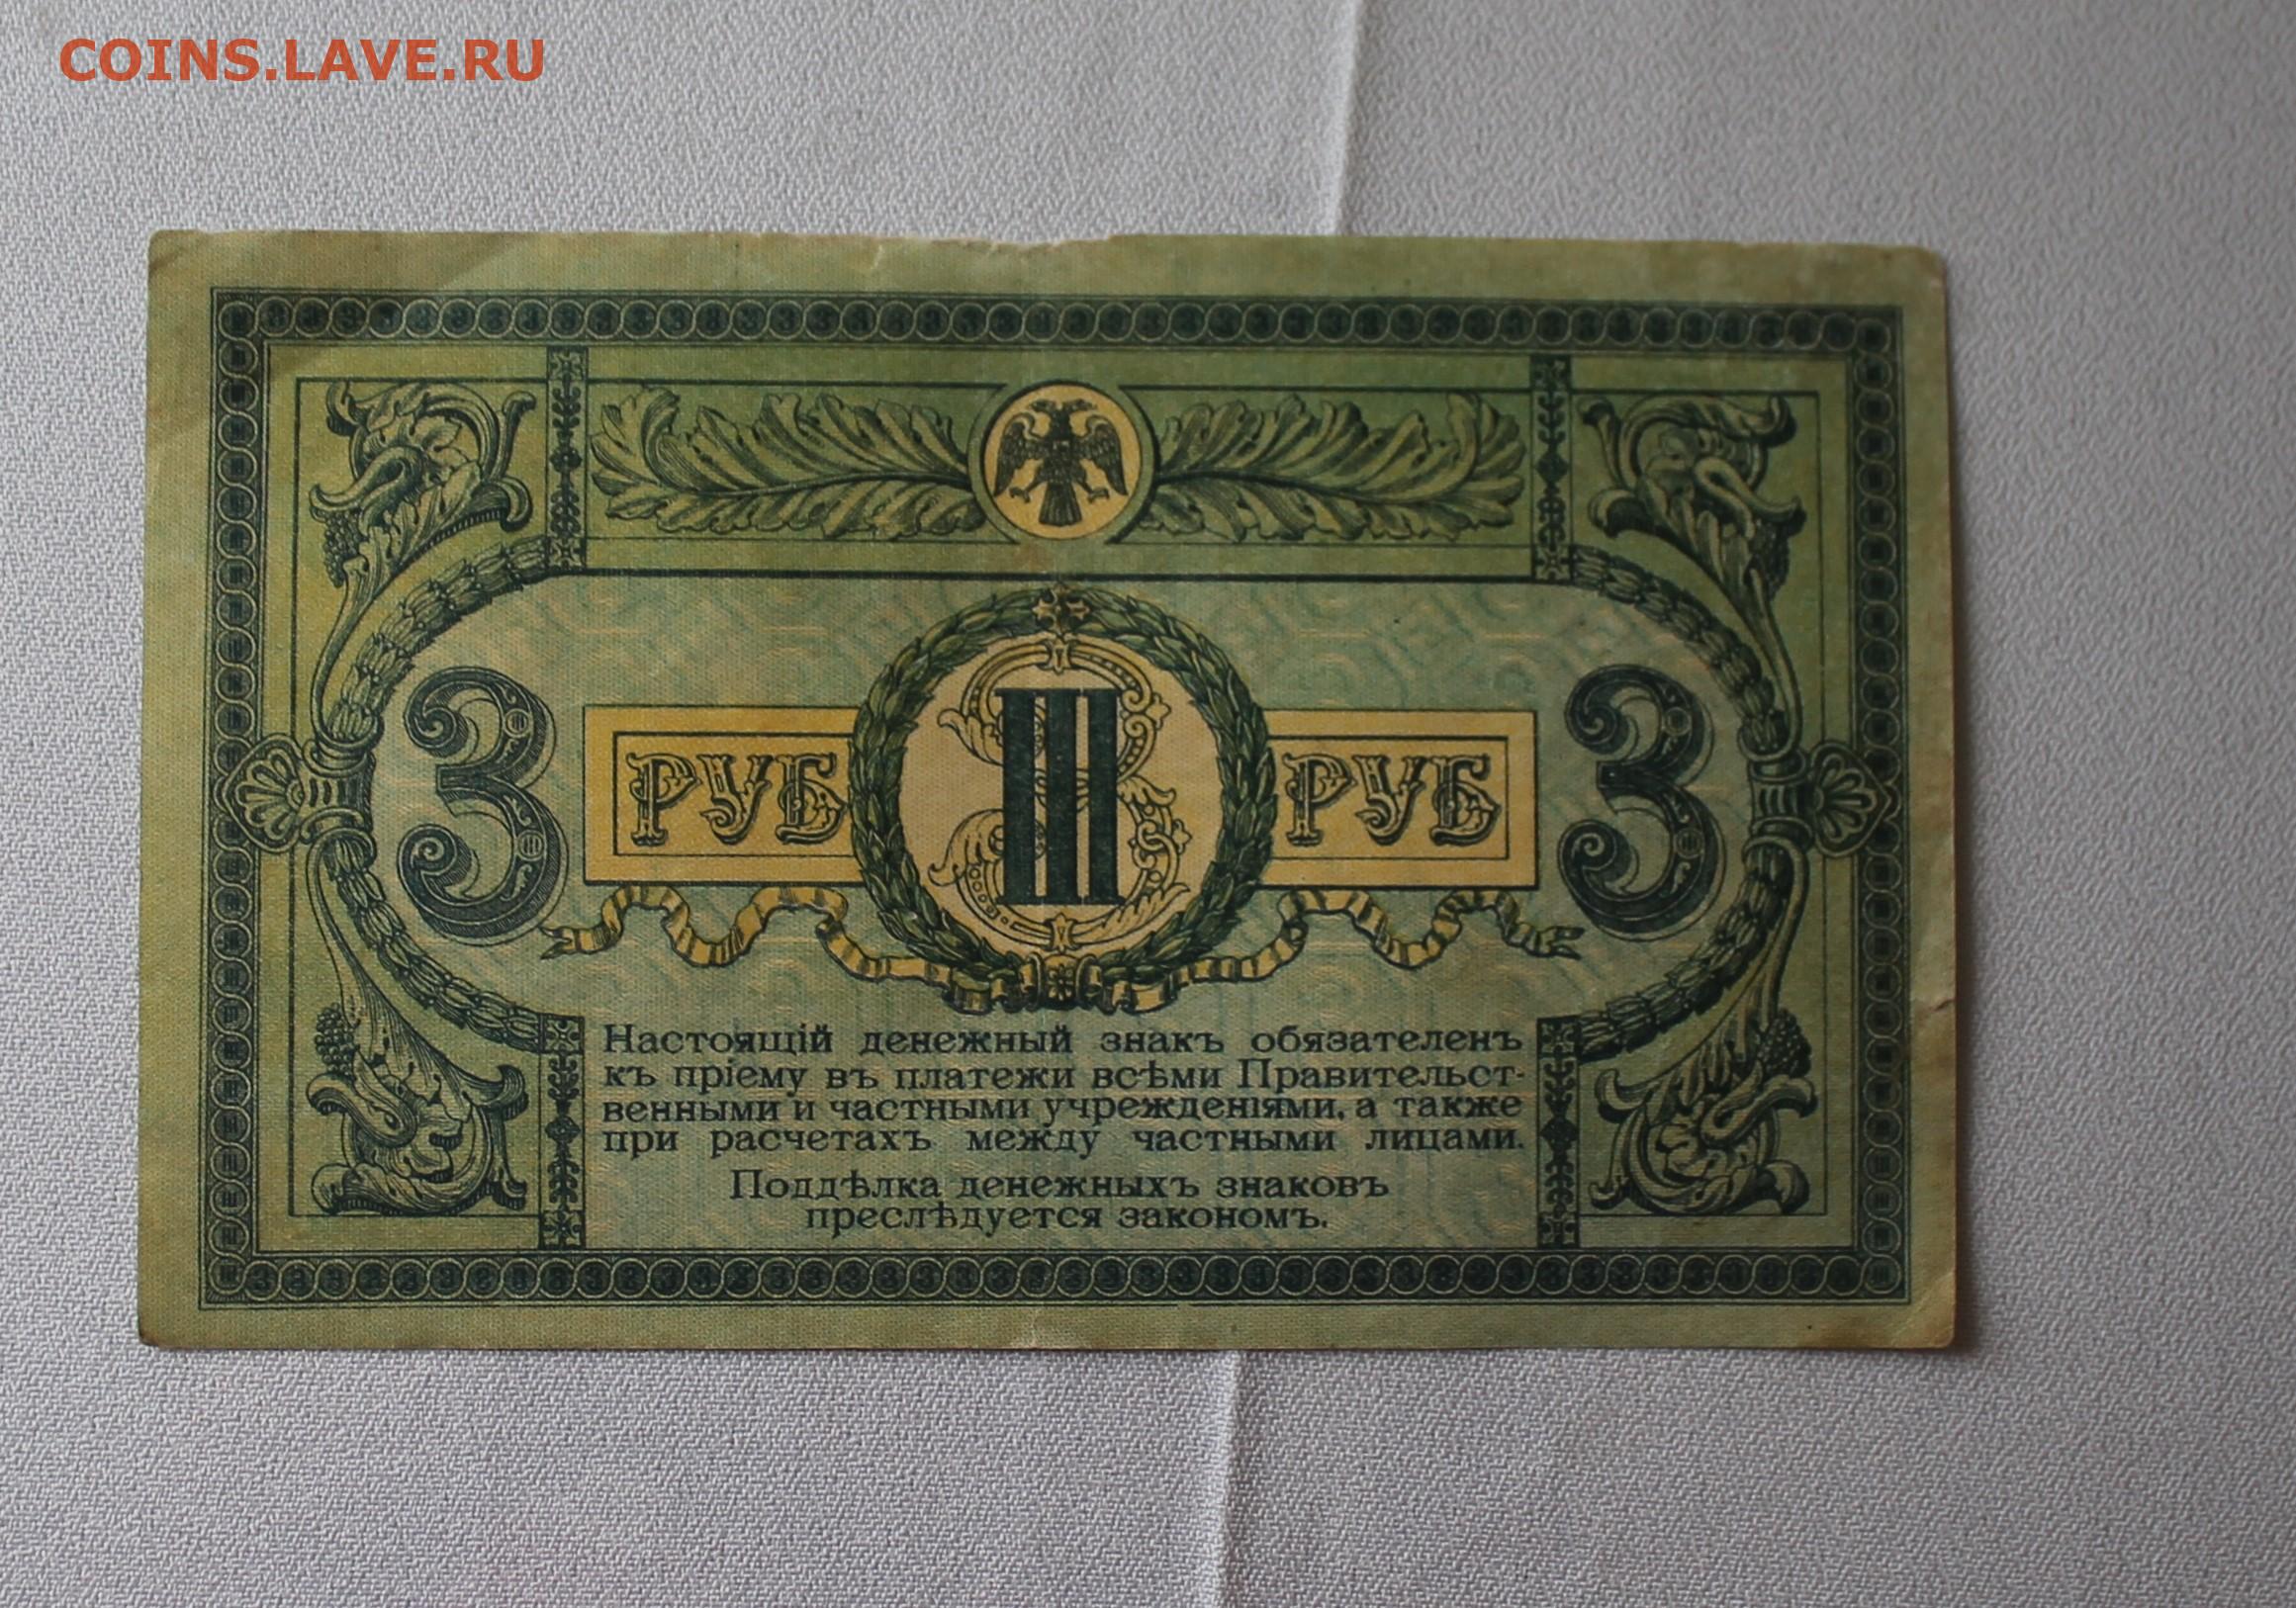 COINS.LAVE.RU
3 РУБ III РУБ 3
Настоящій денежный знакъ обязателенъ
къ пріему въ платежи всѣми Правительст-
венными и частными учрежденіями, а также
при расчетахъ между частными лицами.
Поддѣлка денежныхъ знаковъ
преслѣдуется закономъ.